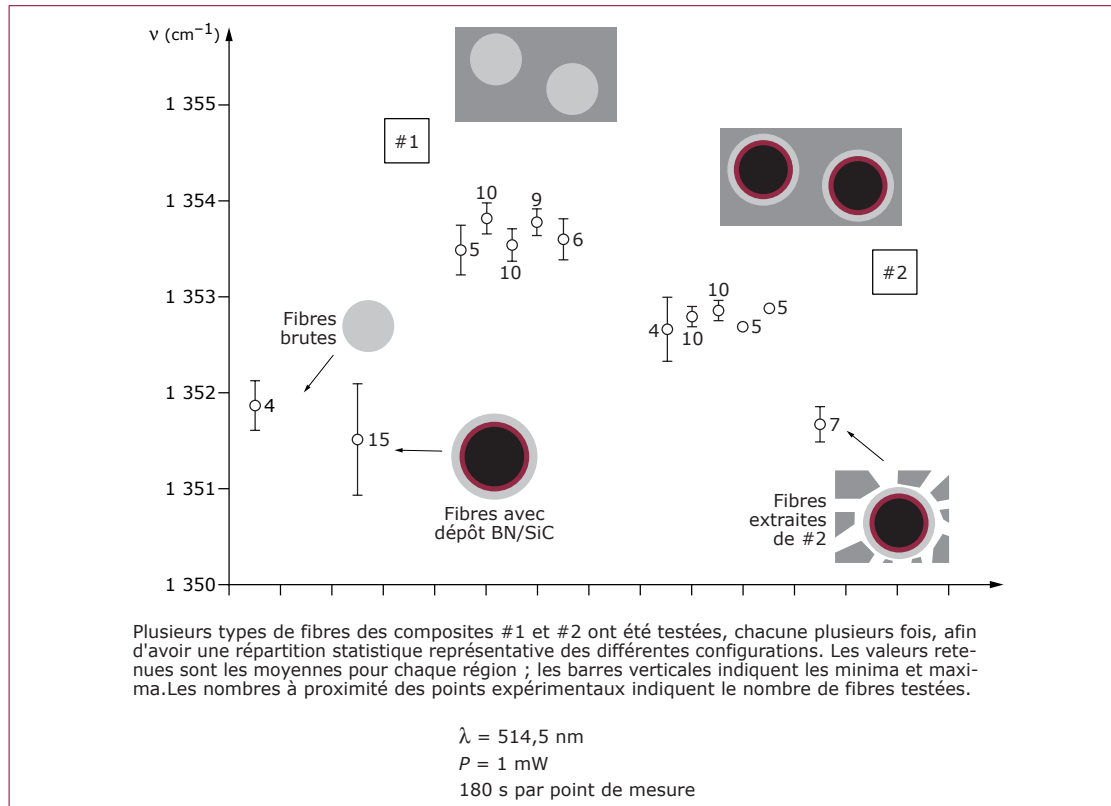 ν (cm⁻¹)
1 355
1 354
1 353
1 352
1 351
1 350
#1
10
9
5
10
6
#2
10
4
10
5
5
Fibres
brutes
4
15
7
Fibres avec
dépôt BN/SiC
Fibres
extraites
de #2
Plusieurs types de fibres des composites #1 et #2 ont été testées, chacune plusieurs fois, afin
d'avoir une répartition statistique représentative des différentes configurations. Les valeurs rete-
nues sont les moyennes pour chaque région ; les barres verticales indiquent les minima et maxi-
ma.Les nombres à proximité des points expérimentaux indiquent le nombre de fibres testées.
λ = 514,5 nm
P = 1 mW
180 s par point de mesure